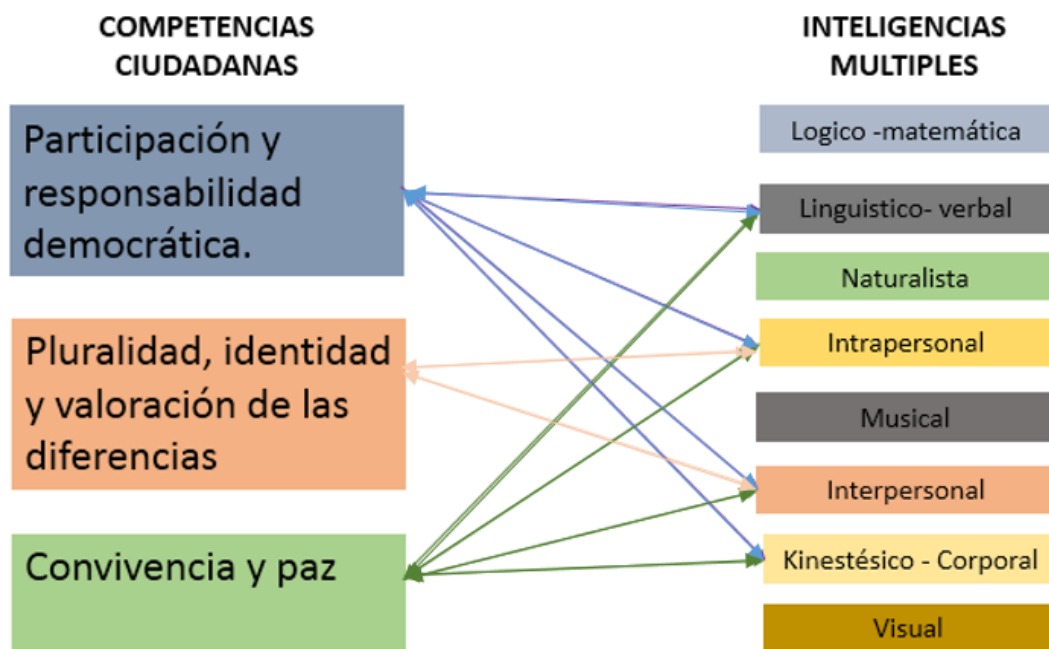 COMPETENCIAS
CIUDADANAS
Participación y
responsabilidad
democrática.
Pluralidad, identidad
y valoración de las
diferencias
Convivencia y paz
INTELIGENCIAS
MULTIPLES
Logico -matemática
Linguistico- verbal
Naturalista
Intrapersonal
Musical
Interpersonal
Kinestésico - Corporal
Visual